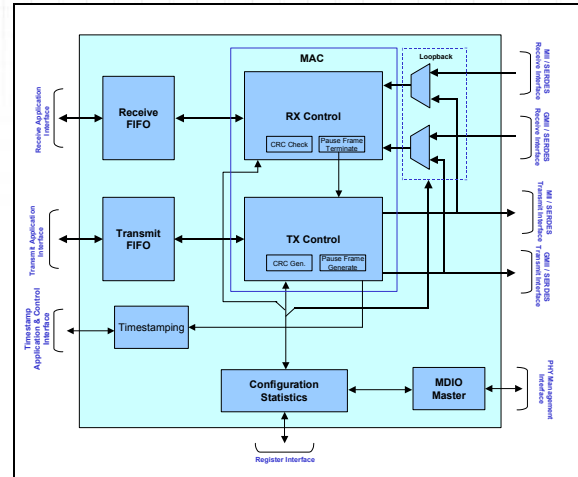 MAC
Loopback
MII / SERDES
Receive Interface
Receive Application
Interface
Receive
FIFO
RX Control
CRC Check
Pause Frame
Terminate
GMII / SERDES
Receive Interface
Transmit Application
Interface
Transmit
FIFO
TX Control
CRC Gen.
Pause Frame
Generate
MII / SERDES
Transmit Interface
GMII / SERDES
Transmit Interface
Timestamp
Application & Control
Interface
Timestamping
Configuration
Statistics
MDIO
Master
PHY Management
Interface
Register Interface